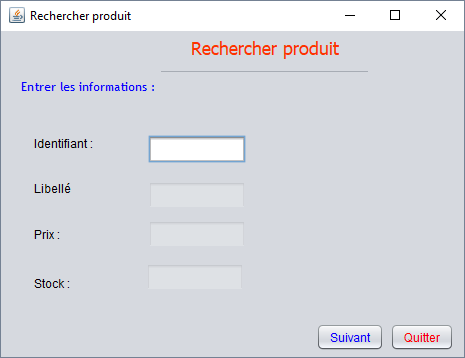 Rechercher produit
Rechercher produit
Entrer les informations :
Identifiant :
Libellé
Prix :
Stock :
Suivant Quitter